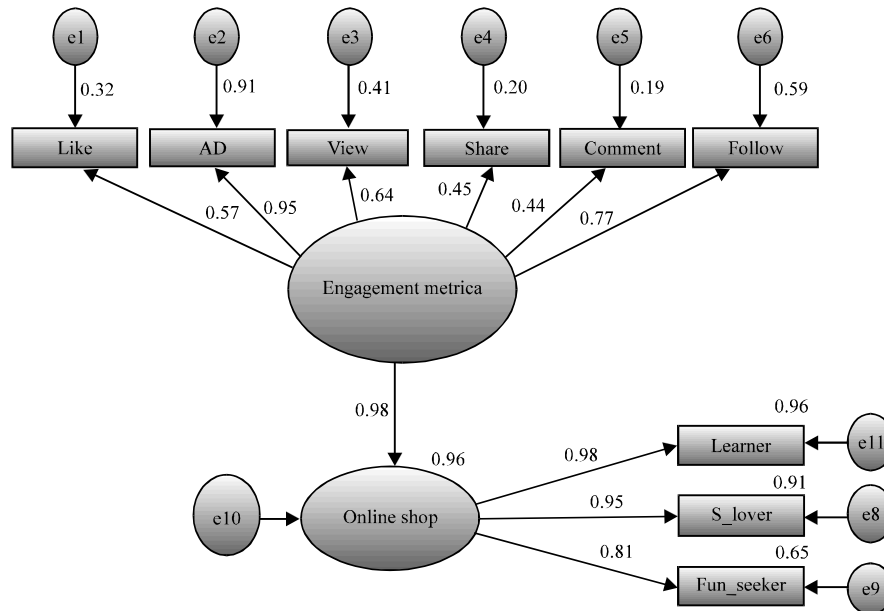 e1 e2 e3 e4 e5 e6
0.32 0.91 0.41 0.20 0.19 0.59
Like AD View Share Comment Follow
0.57 0.95 0.64 0.45 0.44 0.77
Engagement metrica
0.98
0.96
0.96
Learner
e11
0.98
e10
Online shop
0.95
0.91
S_lover
e8
0.81
0.65
Fun_seeker
e9